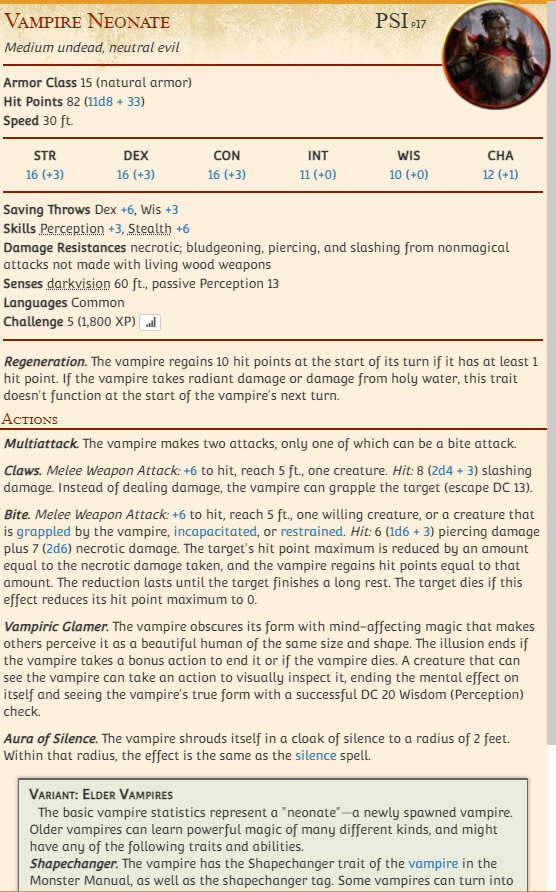 Vampire Neonate
PSI p17
Medium undead, neutral evil
Armor Class 15 (natural armor)
Hit Points 82 (11d8 + 33)
Speed 30 ft.
STR DEX CON INT WIS CHA
16 (+3) 16 (+3) 16 (+3) 11 (+0) 10 (+0) 12 (+1)
Saving Throws Dex +6, Wis +3
Skills Perception +3, Stealth +6
Damage Resistances necrotic; bludgeoning, piercing, and slashing from nonmagical
attacks not made with living wood weapons
Senses darkvision 60 ft., passive Perception 13
Languages Common
Challenge 5 (1,800 XP)
Regeneration. The vampire regains 10 hit points at the start of its turn if it has at least 1
hit point. If the vampire takes radiant damage or damage from holy water, this trait
doesn't function at the start of the vampire's next turn.
Actions
Multiattack. The vampire makes two attacks, only one of which can be a bite attack.
Claws. Melee Weapon Attack: +6 to hit, reach 5 ft., one creature. Hit: 8 (2d4 + 3) slashing
damage. Instead of dealing damage, the vampire can grapple the target (escape DC 13).
Bite. Melee Weapon Attack: +6 to hit, reach 5 ft., one willing creature, or a creature that
is grappled by the vampire, incapacitated, or restrained. Hit: 6 (1d6 + 3) piercing damage
plus 7 (2d6) necrotic damage. The target's hit point maximum is reduced by an amount
equal to the necrotic damage taken, and the vampire regains hit points equal to that
amount. The reduction lasts until the target finishes a long rest. The target dies if this
effect reduces its hit point maximum to 0.
Vampiric Glamer. The vampire obscures its form with mind-affecting magic that makes
others perceive it as a beautiful human of the same size and shape. The illusion ends if
the vampire takes a bonus action to end it or if the vampire dies. A creature that can
see the vampire can take an action to visually inspect it, ending the mental effect on
itself and seeing the vampire's true form with a successful DC 20 Wisdom (Perception)
check.
Aura of Silence. The vampire shrouds itself in a cloak of silence to a radius of 2 feet.
Within that radius, the effect is the same as the silence spell.
Variant: Elder Vampires
The basic vampire statistics represent a "neonate"—a newly spawned vampire.
Older vampires can learn powerful magic of many different kinds, and might
have any of the following traits and abilities.
Shapechanger. The vampire has the Shapechanger trait of the vampire in the
Monster Manual, as well as the shapechanger tag. Some vampires can turn into